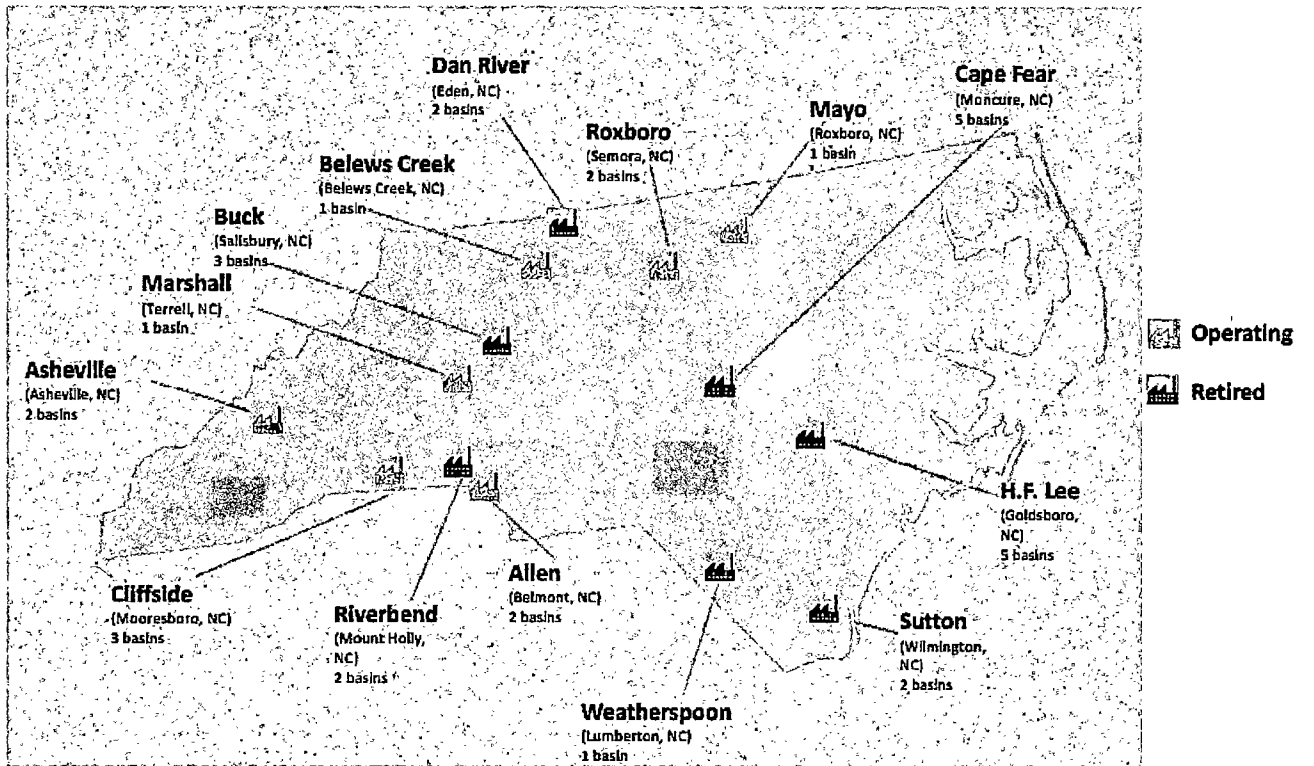 Dan River
(Eden, NC)
2 basins
Cape Fear
(Moncure, NC)
5 basins
Mayo
(Roxboro, NC)
1 basin
Roxboro
(Semora, NC)
2 basins
Belews Creek
(Belews Creek, NC)
1 basin
Buck
(Salisbury, NC)
3 basins
Marshall
(Terrell, NC)
1 basin
Asheville
(Asheville, NC)
2 basins
Operating
Retired
H.F. Lee
(Goldsboro,
NC)
5 basins
Cliffside
(Mooresboro, NC)
3 basins
Riverbend
(Mount Holly,
NC)
2 basins
Allen
(Belmont, NC)
2 basins
Sutton
(Wilmington,
NC)
2 basins
Weatherspoon
(Lumberton, NC)
1 basin